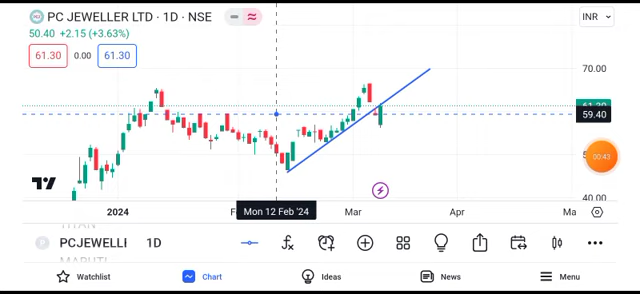 PC JEWELLER LTD · 1D · NSE
INR
50.40 +2.15 (+3.63%)
61.30 0.00 61.30
70.00
61.30
59.40
00:43
40.00
2024
Mon 12 Feb '24
Mar
Apr
Ma
PCJEWELLI 1D
Watchlist
Chart
Ideas
News
Menu